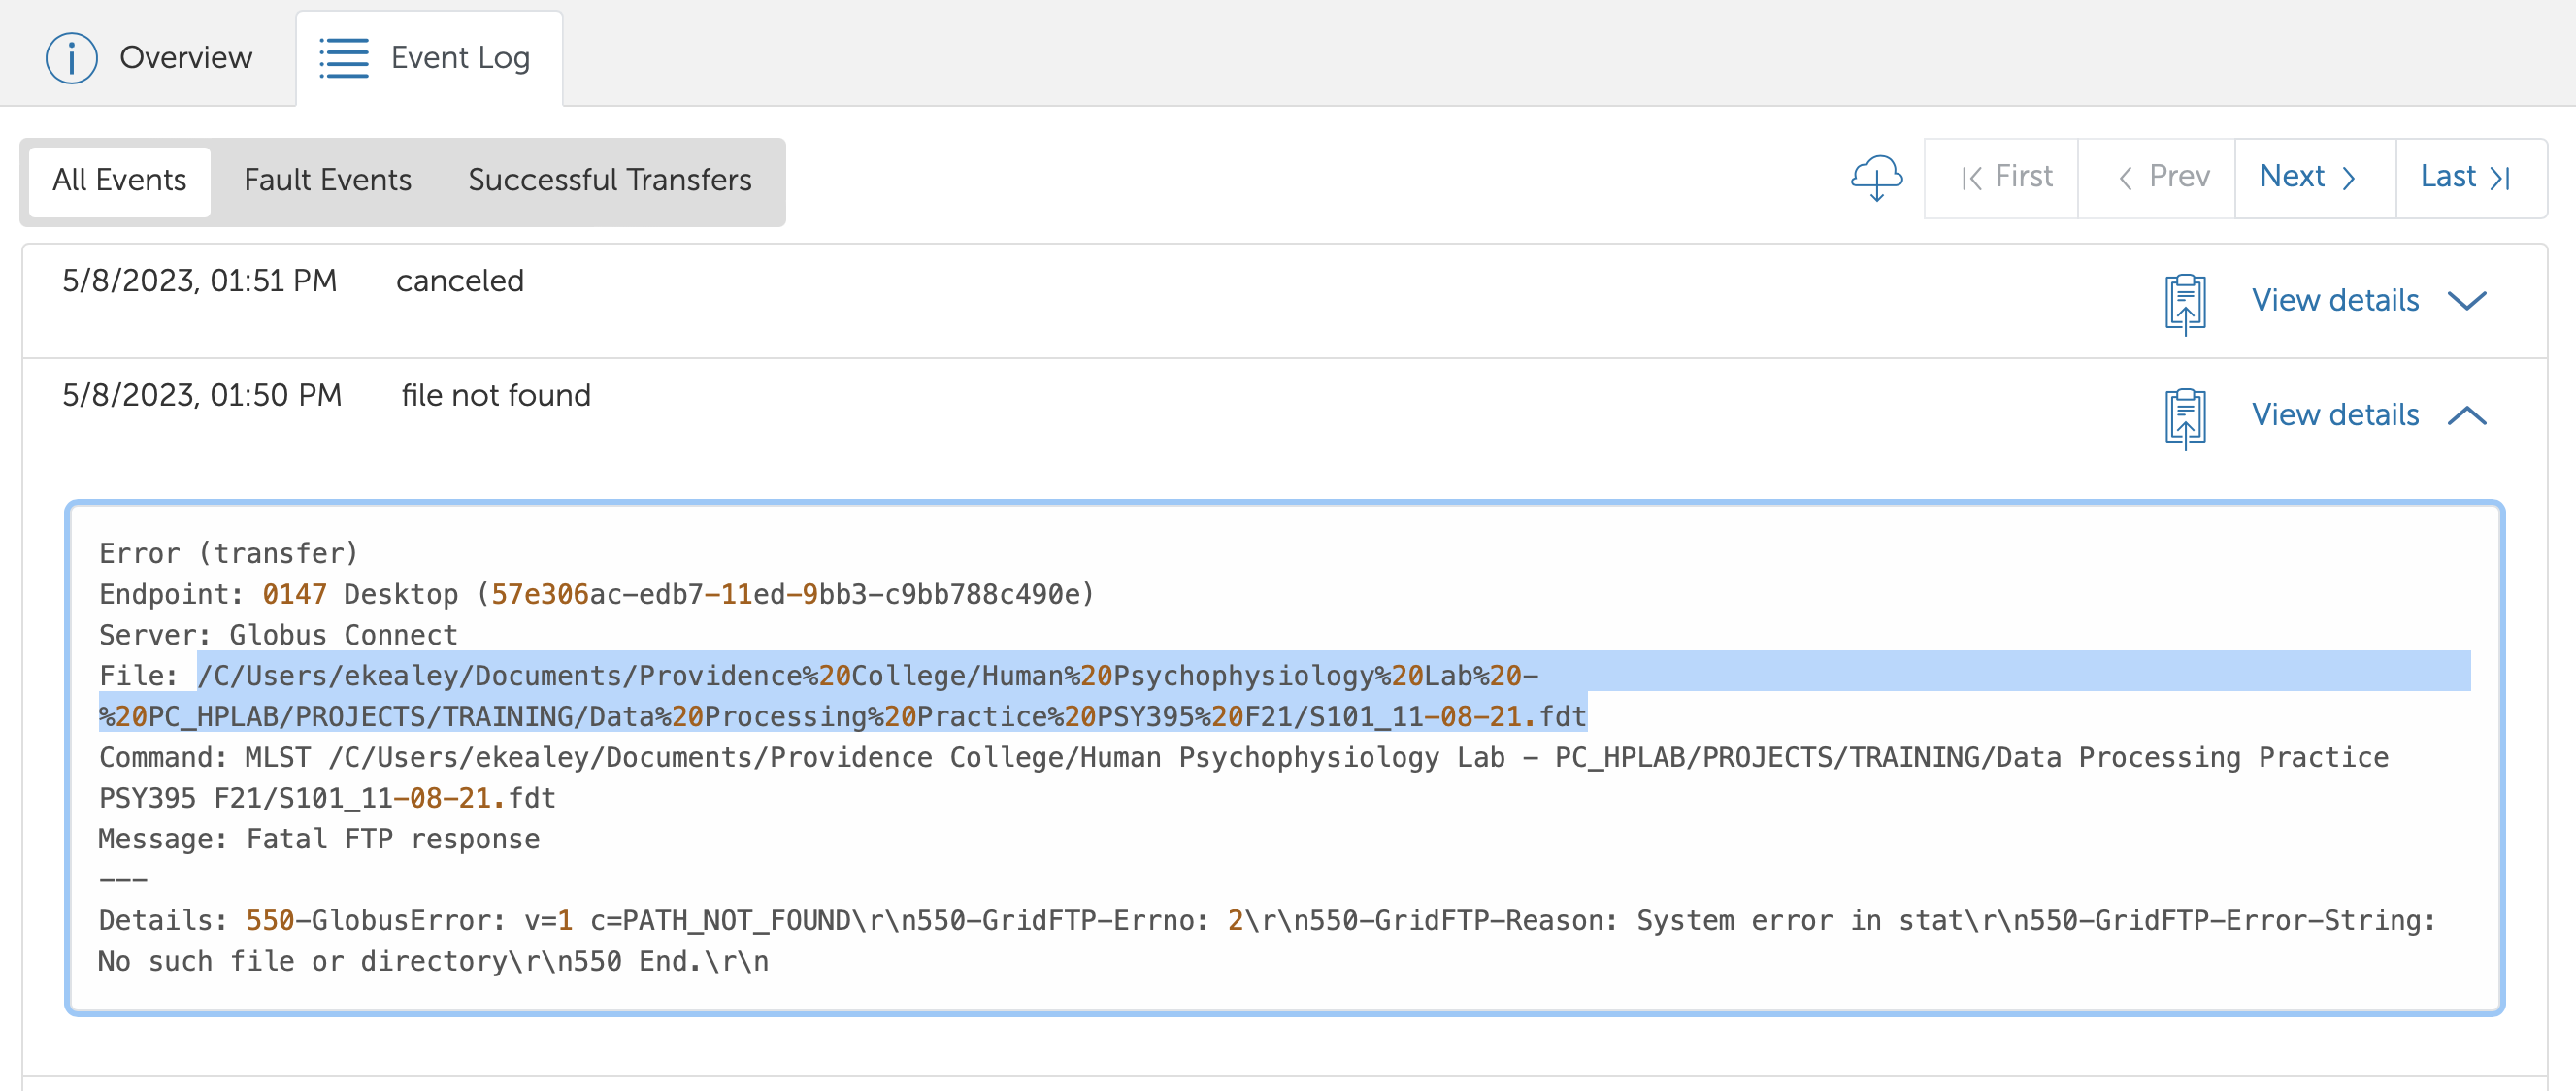 Overview
Event Log
All Events
Fault Events
Successful Transfers
First
Prev
Next
Last
5/8/2023, 01:51 PM canceled
View details
5/8/2023, 01:50 PM file not found
View details
Error (transfer)
Endpoint: 0147 Desktop (57e306ac-edb7-11ed-9bb3-c9bb788c490e)
Server: Globus Connect
File: /C/Users/ekealey/Documents/Providence%20College/Human%20Psychophysiology%20Lab%20-
%20PC_HPLAB/PROJECTS/TRAINING/Data%20Processing%20Practice%20PSY395%20F21/S101_11-08-21.fdt
Command: MLST /C/Users/ekealey/Documents/Providence College/Human Psychophysiology Lab - PC_HPLAB/PROJECTS/TRAINING/Data Processing Practice
PSY395 F21/S101_11-08-21.fdt
Message: Fatal FTP response
---
Details: 550-GlobusError: v=1 c=PATH_NOT_FOUND\r\n550-GridFTP-Errno: 2\r\n550-GridFTP-Reason: System error in stat\r\n550-GridFTP-Error-String:
No such file or directory\r\n550 End.\r\n